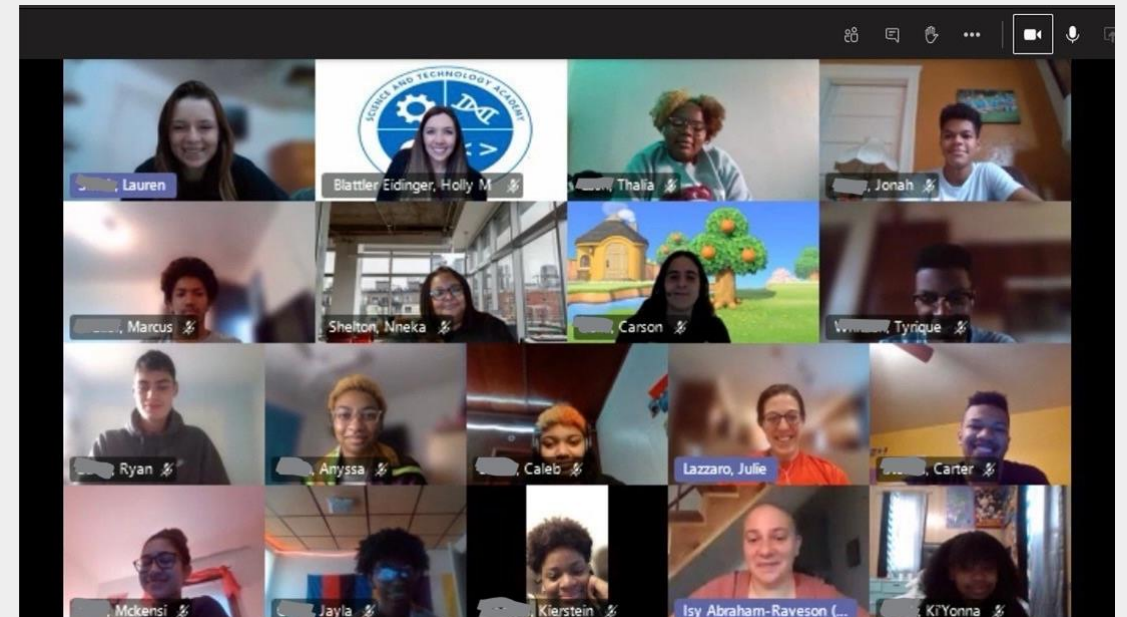 SCIENCE AND TECHNOLOGY ACADEMY
< >
Lauren
Blattler Eidinger, Holly M
Thalia
, Jonah
, Marcus
Shelton, Nneka
, Carson
Tyrique
Ryan
Anyssa
, Caleb
Lazzaro, Julie
, Carter
Mckensi
Jayla
Kierstein
Isy Abraham-Raveson (...
Ki'Yonna